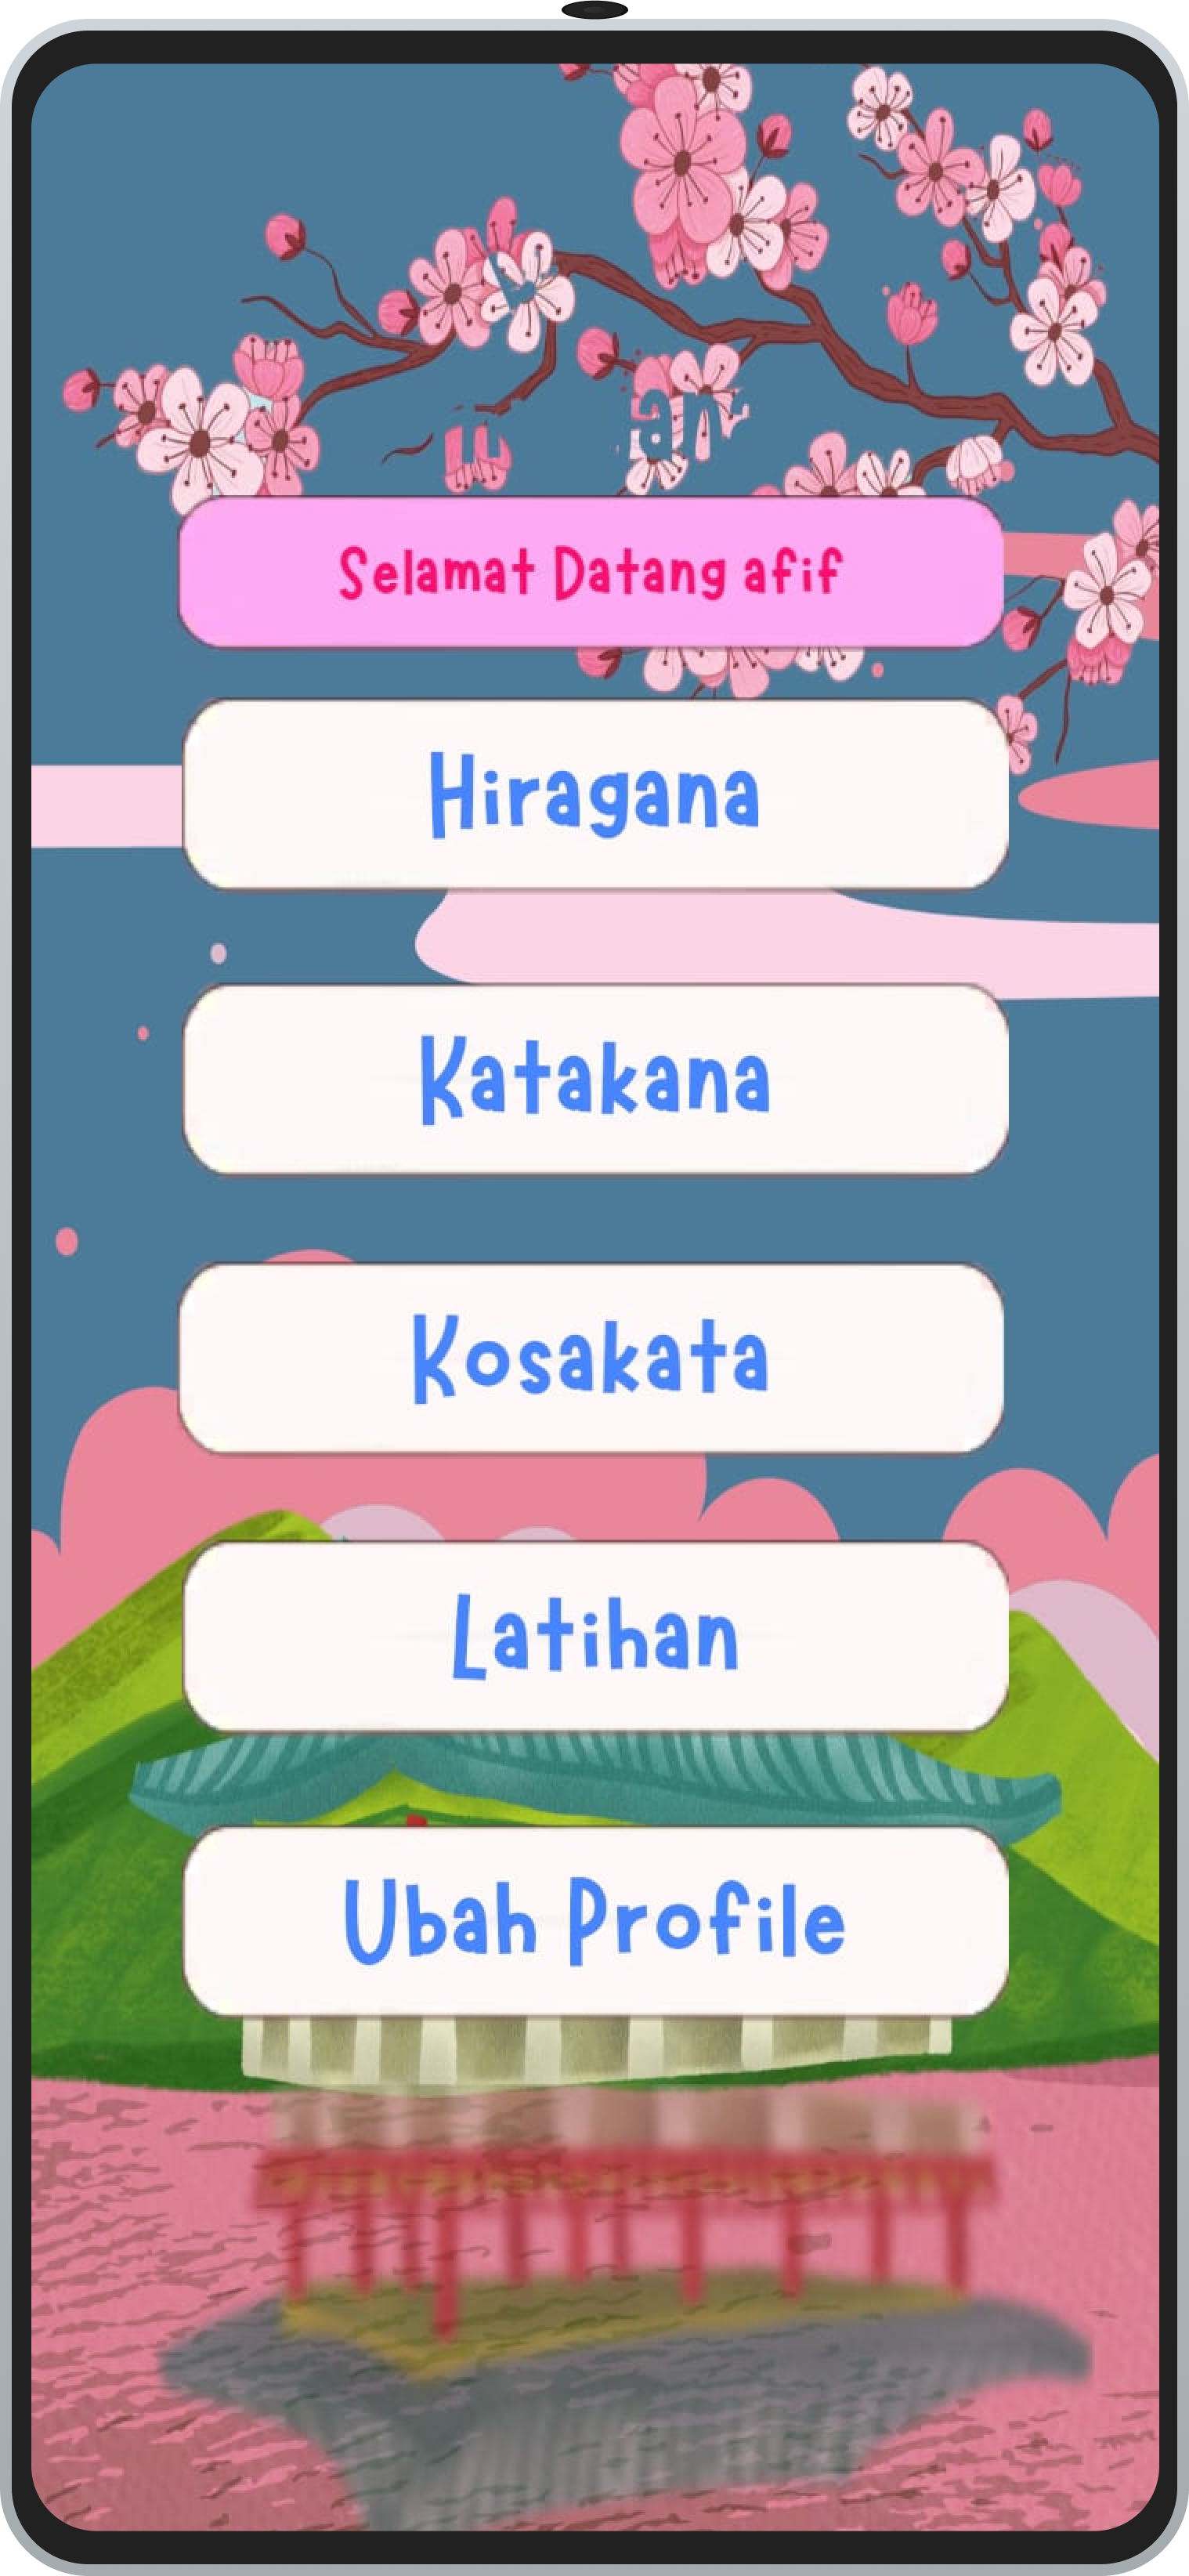 Selamat Datang afif
Hiragana
Katakana
Kosakata
Latihan
Ubah Profile